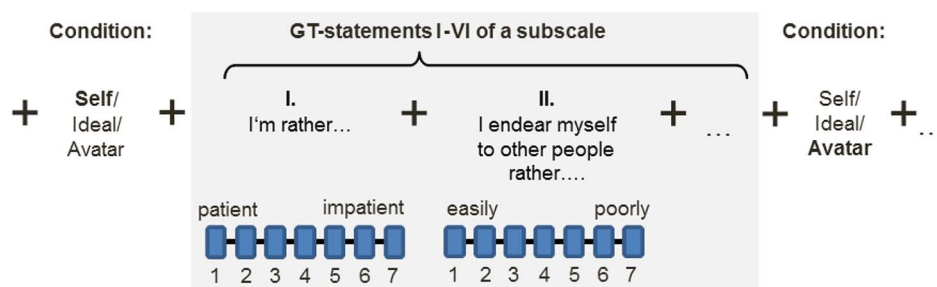 Condition:
GT-statements I-VI of a subscale
Condition:
+ Self/
Ideal/
Avatar
+
I.
I'm rather…
+
II.
I endear myself
to other people
rather….
+ …
+ Self/
Ideal/
Avatar
+ ..
patient impatient
1 2 3 4 5 6 7
easily poorly
1 2 3 4 5 6 7